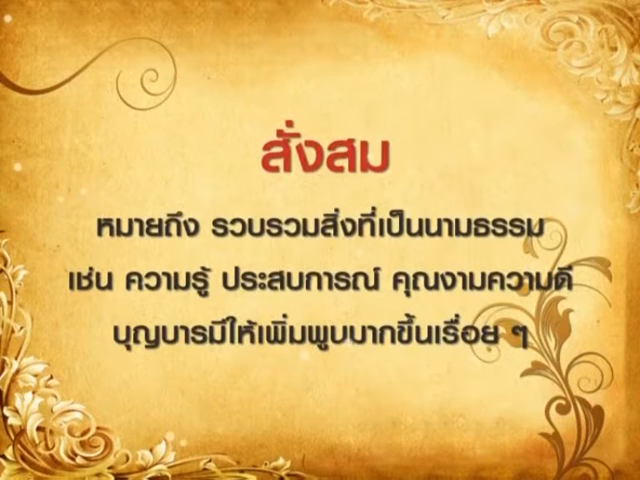 สั่งสม
หมายถึง รวบรวมสิ่งที่เป็นนามธรรม
เช่น ความรู้ ประสบการณ์ คุณงามความดี
บุญบารมีให้เพิ่มพูบบากขึ้นเรื่อย ๆ